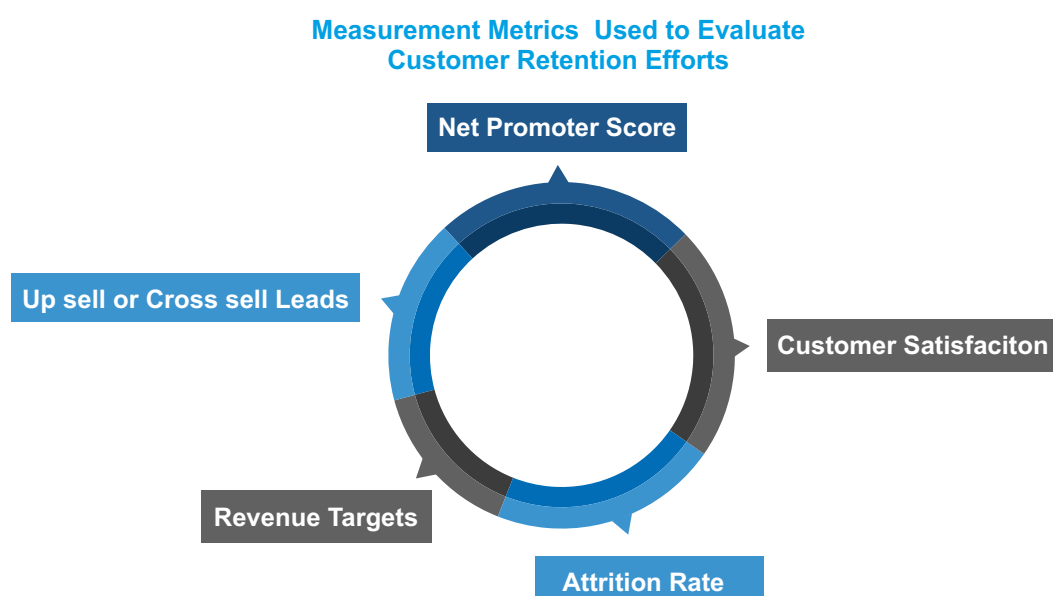 Measurement Metrics  Used to Evaluate
Customer Retention Efforts
Net Promoter Score
Up sell or Cross sell Leads
Customer Satisfaciton
Revenue Targets
Attrition Rate